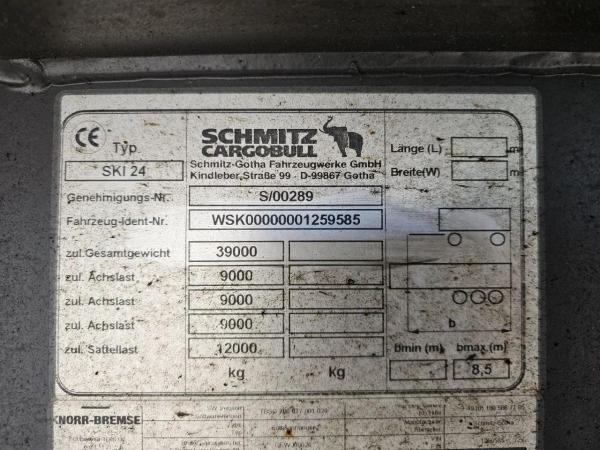 CE
Typ
SKI 24
SCHMITZ
CARGOBULL
Schmitz-Gotha Fahrzeugwerke GmbH
Kindleber Straße 99 · D-99867 Gotha
Länge (L) m
Breite(W) m
Genehmigungs-Nr. S/00289
Fahrzeug-Ident-Nr. WSK00000001259585
zul.Gesamtgewicht 39000
zul. Achslast 9000
zul. Achslast 9000
zul. Achslast 9000
zul. Sattellast 12000
kg kg
b
bmin (m) bmax.(m)
8,5
KNORR-BREMSE